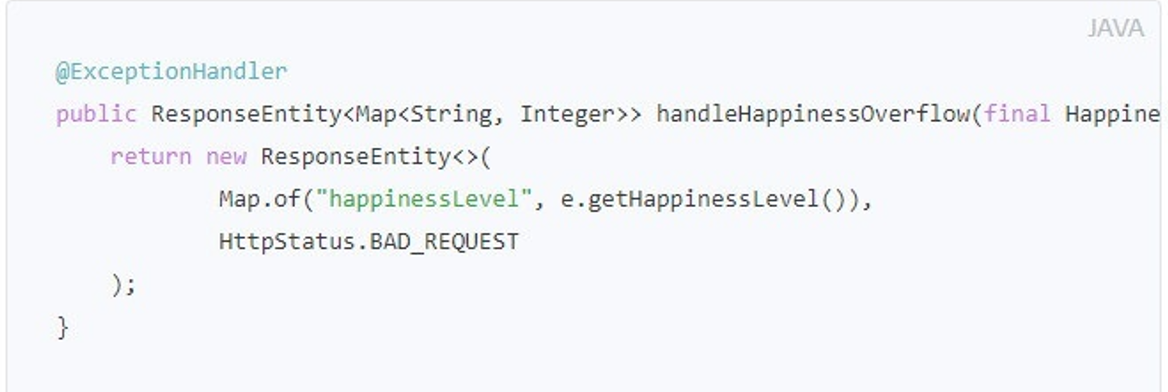 JAVA
@ExceptionHandler
public ResponseEntity<Map<String, Integer>> handleHappinessOverflow(final Happine
return new ResponseEntity<>(
Map.of("happinessLevel", e.getHappinessLevel()),
HttpStatus.BAD_REQUEST
);
}